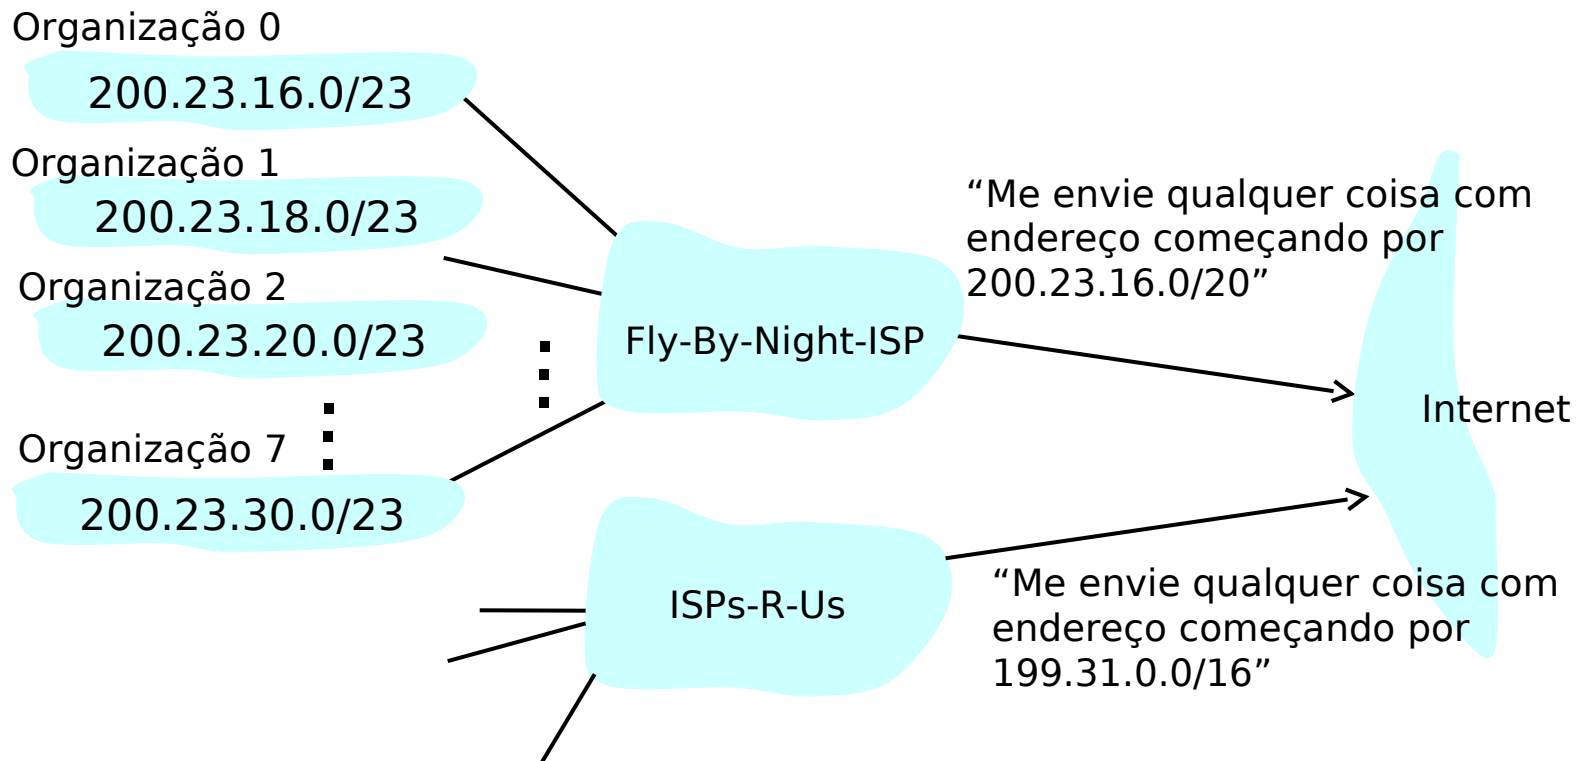 Organização 0
200.23.16.0/23
Organização 1
200.23.18.0/23
Organização 2
200.23.20.0/23
Organização 7
200.23.30.0/23
Fly-By-Night-ISP
“Me envie qualquer coisa com
endereço começando por
200.23.16.0/20”
Internet
ISPs-R-Us
“Me envie qualquer coisa com
endereço começando por
199.31.0.0/16”